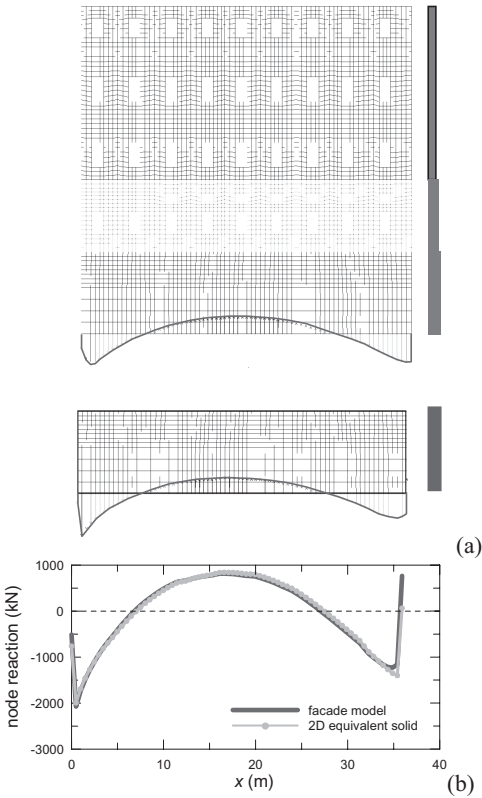 (a)
1000
0
-1000
-2000
-3000
node reaction (kN)
facade model
2D equivalent solid
0 10 20 30 40
x (m)
(b)